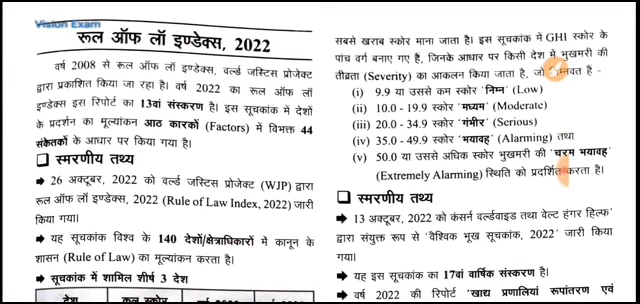 Vision Exam
रूल ऑफ लॉ इण्डेक्स, 2022
वर्ष 2008 से रूल ऑफ लॉ इण्डेक्स, वर्ल्ड जस्टिस प्रोजेक्ट
द्वारा प्रकाशित किया जा रहा है। वर्ष 2022 का रूल ऑफ लॉ
इण्डेक्स इस रिपोर्ट का 13वां संस्करण है। इस सूचकांक में देशों
के प्रदर्शन का मूल्यांकन आठ कारकों (Factors) में विभक्त 44
संकेतकों के आधार पर किया गया है।
❑ स्मरणीय तथ्य
➡ 26 अक्टूबर, 2022 को वर्ल्ड जस्टिस प्रोजेक्ट (WJP) द्वारा
रूल ऑफ लॉ इण्डेक्स, 2022 (Rule of Law Index, 2022) जारी
किया गया।
➡ यह सूचकांक विश्व के 140 देशों/क्षेत्राधिकारों में कानून के
शासन (Rule of Law) का मूल्यांकन करता है।
➡ सूचकांक में शामिल शीर्ष 3 देश
देश कुल स्कोर
सबसे खराब स्कोर माना जाता है। इस सूचकांक में GHI स्कोर के
पांच वर्ग बनाए गए हैं, जिनके आधार पर किसी देश में भुखमरी की
तीव्रता (Severity) का आकलन किया जाता है, जो निम्नवत हैं -
(i) 9.9 या उससे कम स्कोर 'निम्न' (Low)
(ii) 10.0 - 19.9 स्कोर 'मध्यम' (Moderate)
(iii) 20.0 - 34.9 स्कोर 'गंभीर' (Serious)
(iv) 35.0 - 49.9 स्कोर 'भयावह' (Alarming) तथा
(v) 50.0 या उससे अधिक स्कोर भुखमरी की 'चरम भयावह'
(Extremely Alarming) स्थिति को प्रदर्शित करता है।
❑ स्मरणीय तथ्य
➡ 13 अक्टूबर, 2022 को कंसर्न वर्ल्डवाइड तथा वेल्ट हंगर हिल्फ'
द्वारा संयुक्त रूप से 'वैश्विक भूख सूचकांक, 2022' जारी किया
गया।
➡ यह इस सूचकांक का 17वां वार्षिक संस्करण है।
➡ वर्ष 2022 की रिपोर्ट 'खाद्य प्रणालियां रूपांतरण एवं